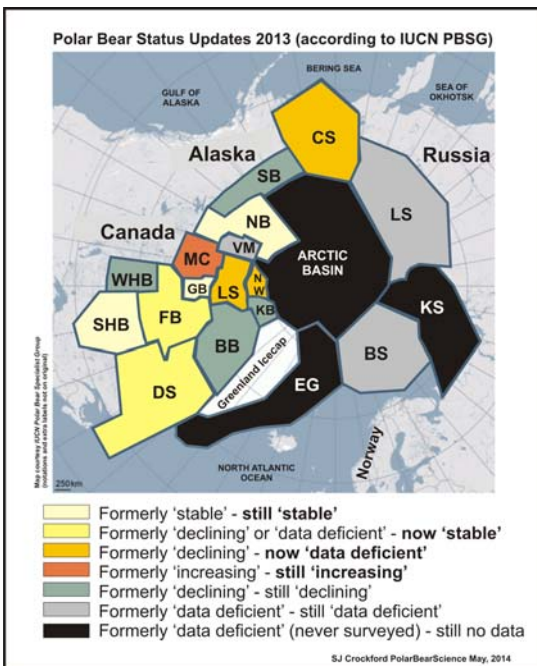 Polar Bear Status Updates 2013 (according to IUCN PBSG)
BERING SEA
GULF OF
ALASKA
SEA OF
OKHOTSK
CS
Alaska
Russia
SB
LS
NB
Canada
VM
ARCTIC
BASIN
MC
WHB
GB
LS
N
W
KS
SHB
FB
KB
BB
BS
Greenland Icecap
EG
DS
Norway
NORTH ATLANTIC
OCEAN
250 km
Map courtesy IUCN Polar Bear Specialist Group
(notations and extra labels not on original)
Formerly ‘stable’ - still ‘stable’
Formerly ‘declining’ or ‘data deficient’ - now ‘stable’
Formerly ‘declining’ - now ‘data deficient’
Formerly ‘increasing’ - still ‘increasing’
Formerly ‘declining’ - still ‘declining’
Formerly ‘data deficient’ - still ‘data deficient’
Formerly ‘data deficient’ (never surveyed) - still no data
SJ Crockford PolarBearScience May, 2014